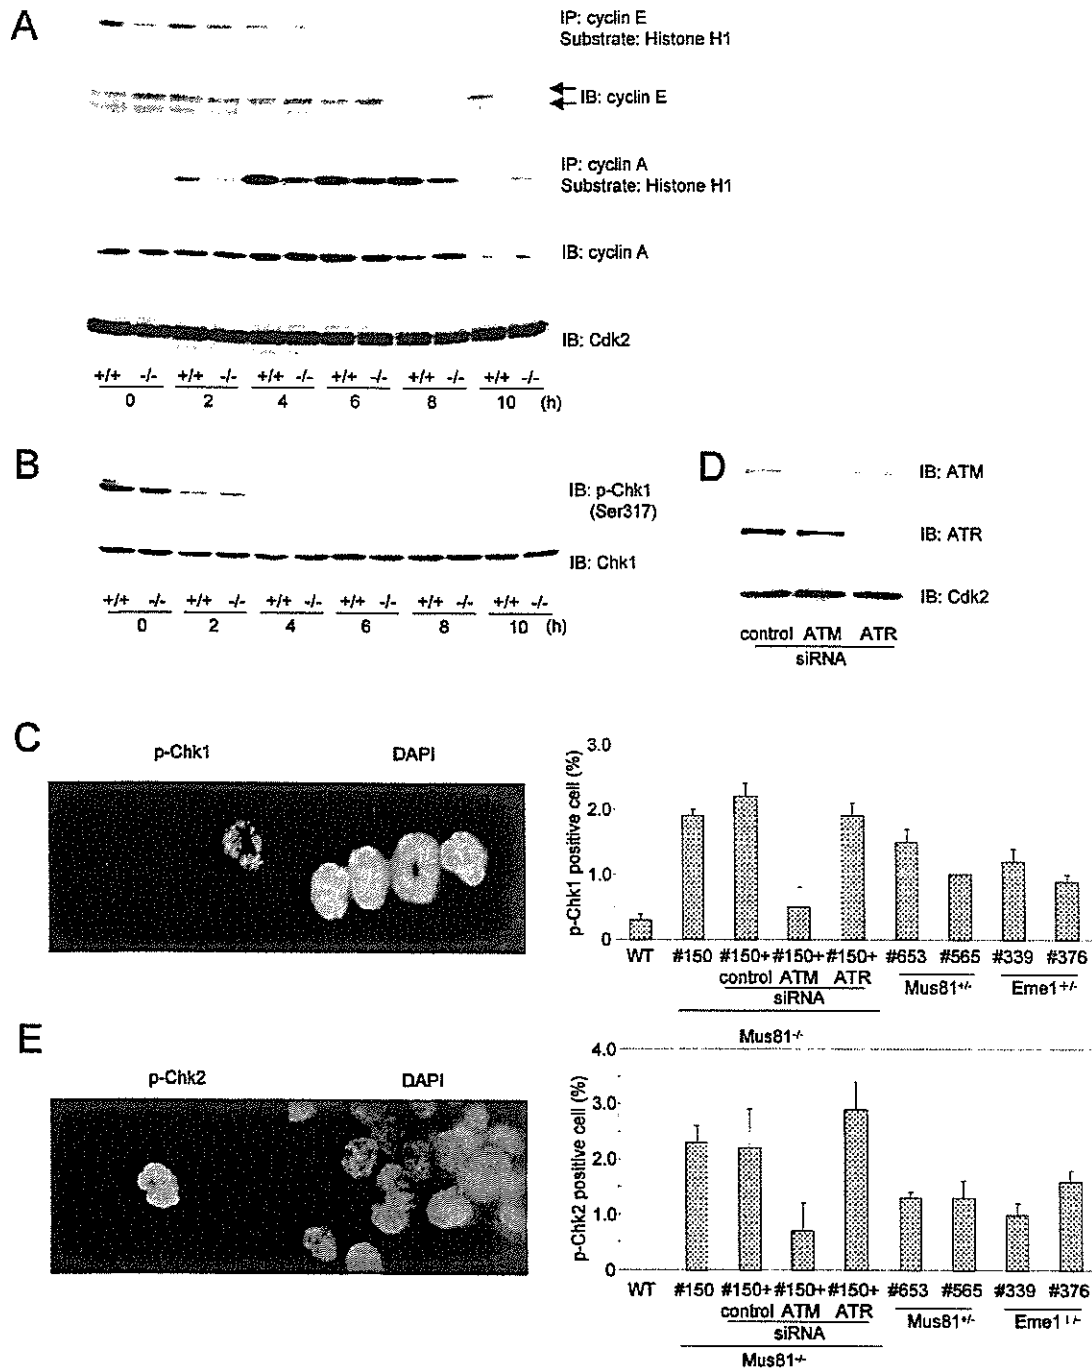 A
IP: cyclin E
Substrate: Histone H1
IB: cyclin E
IP: cyclin A
Substrate: Histone H1
IB: cyclin A
IB: Cdk2
+/+ -/- +/+ -/- +/+ -/- +/+ -/- +/+ -/- +/+ -/-
0 2 4 6 8 10 (h)
B
IB: p-Chk1
(Ser317)
IB: Chk1
+/+ -/- +/+ -/- +/+ -/- +/+ -/- +/+ -/- +/+ -/-
0 2 4 6 8 10 (h)
D
IB: ATM
IB: ATR
IB: Cdk2
control ATM ATR
siRNA
C
p-Chk1 DAPI
p-Chk1 positive cell (%)
3.0
2.0
1.0
0
WT #150 #150+ #150+ #150+ #653 #565 #339 #376
control ATM ATR Mus81+/- Eme1+/-
siRNA
Mus81-/-
E
p-Chk2 DAPI
p-Chk2 positive cell (%)
4.0
3.0
2.0
1.0
0
WT #150 #150+ #150+ #150+ #653 #565 #339 #376
control ATM ATR Mus81+/- Eme1+/-
siRNA
Mus81-/-